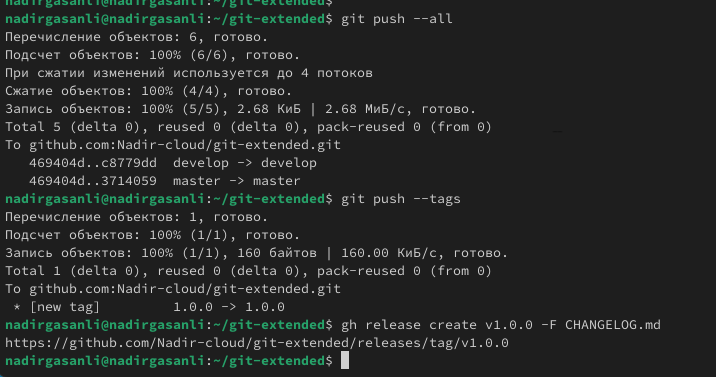 nadirgasanli@nadirgasanli:~/git-extended$ git push --all
Перечисление объектов: 6, готово.
Подсчет объектов: 100% (6/6), готово.
При сжатии изменений используется до 4 потоков
Сжатие объектов: 100% (4/4), готово.
Запись объектов: 100% (5/5), 2.68 КиБ | 2.68 МиБ/с, готово.
Total 5 (delta 0), reused 0 (delta 0), pack-reused 0 (from 0)
To github.com:Nadir-cloud/git-extended.git
   469404d..c8779dd  develop -> develop
   469404d..3714059  master -> master
nadirgasanli@nadirgasanli:~/git-extended$ git push --tags
Перечисление объектов: 1, готово.
Подсчет объектов: 100% (1/1), готово.
Запись объектов: 100% (1/1), 160 байтов | 160.00 КиБ/с, готово.
Total 1 (delta 0), reused 0 (delta 0), pack-reused 0 (from 0)
To github.com:Nadir-cloud/git-extended.git
 * [new tag]         1.0.0 -> 1.0.0
nadirgasanli@nadirgasanli:~/git-extended$ gh release create v1.0.0 -F CHANGELOG.md
https://github.com/Nadir-cloud/git-extended/releases/tag/v1.0.0
nadirgasanli@nadirgasanli:~/git-extended$